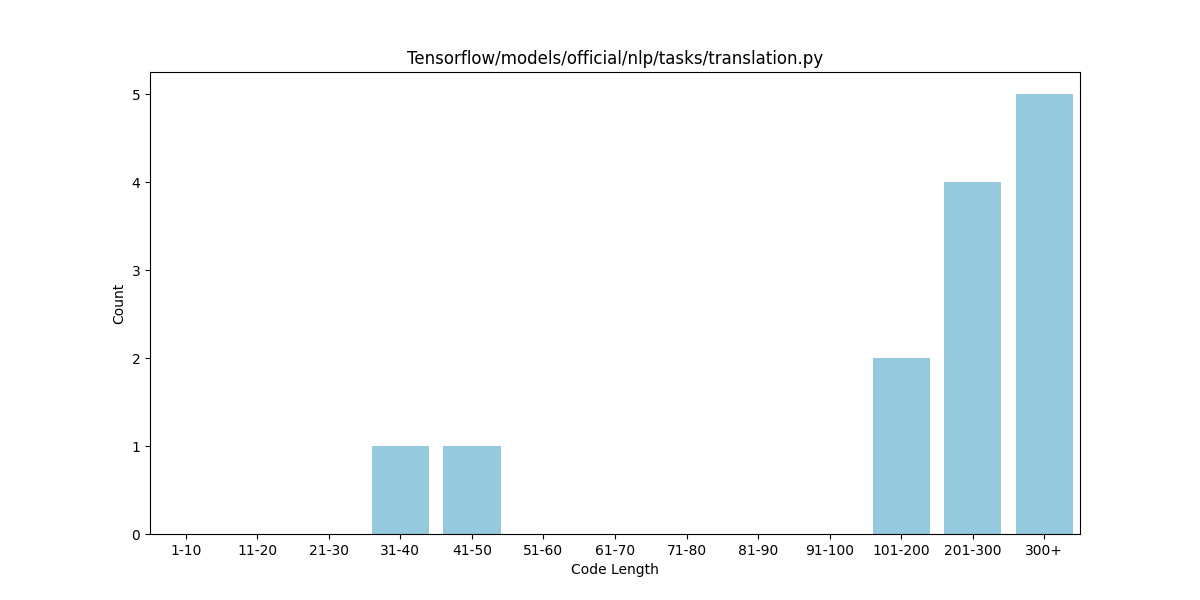 Tensorflow/models/official/nlp/tasks/translation.py
5
4
3
2
1
0
Count
1-10 11-20 21-30 31-40 41-50 51-60 61-70 71-80 81-90 91-100 101-200 201-300 300+
Code Length